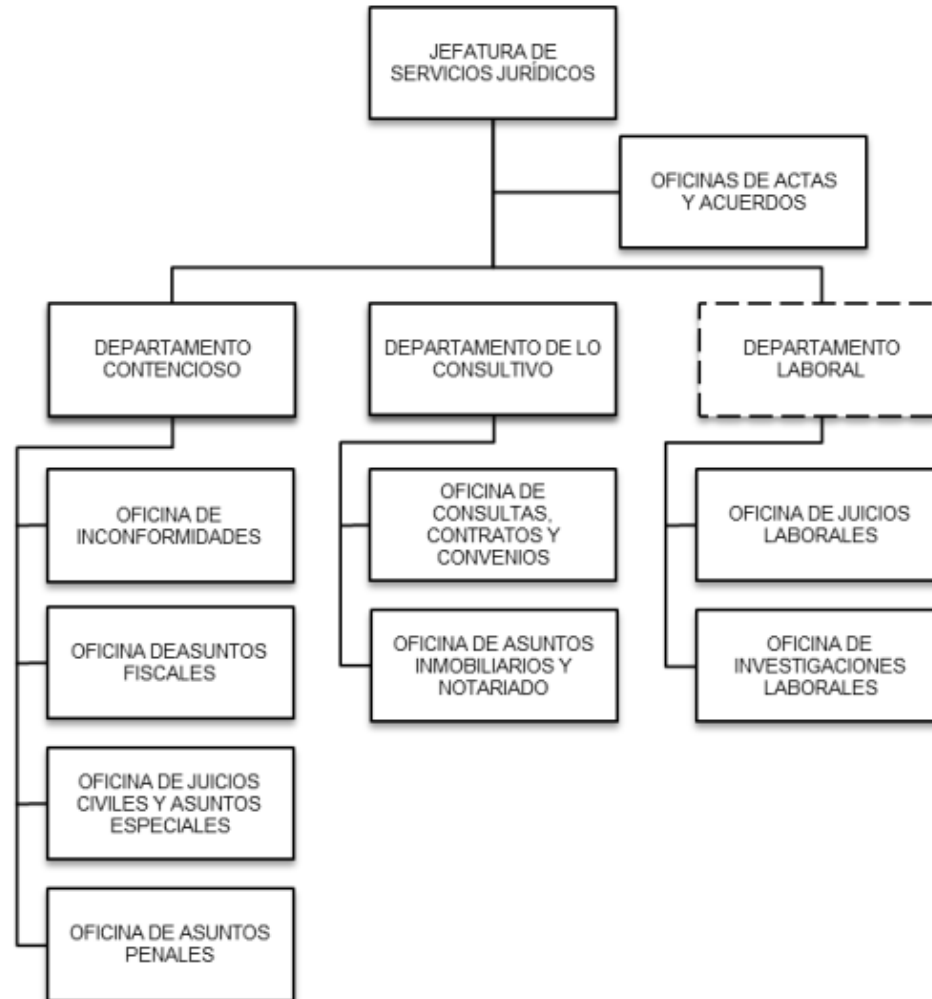 JEFATURA DE
SERVICIOS JURÍDICOS
OFICINAS DE ACTAS
Y ACUERDOS
DEPARTAMENTO
CONTENCIOSO
DEPARTAMENTO DE LO
CONSULTIVO
DEPARTAMENTO
LABORAL
OFICINA DE
INCONFORMIDADES
OFICINA DEASUNTOS
FISCALES
OFICINA DE JUICIOS
CIVILES Y ASUNTOS
ESPECIALES
OFICINA DE ASUNTOS
PENALES
OFICINA DE
CONSULTAS,
CONTRATOS Y
CONVENIOS
OFICINA DE ASUNTOS
INMOBILIARIOS Y
NOTARIADO
OFICINA DE JUICIOS
LABORALES
OFICINA DE
INVESTIGACIONES
LABORALES